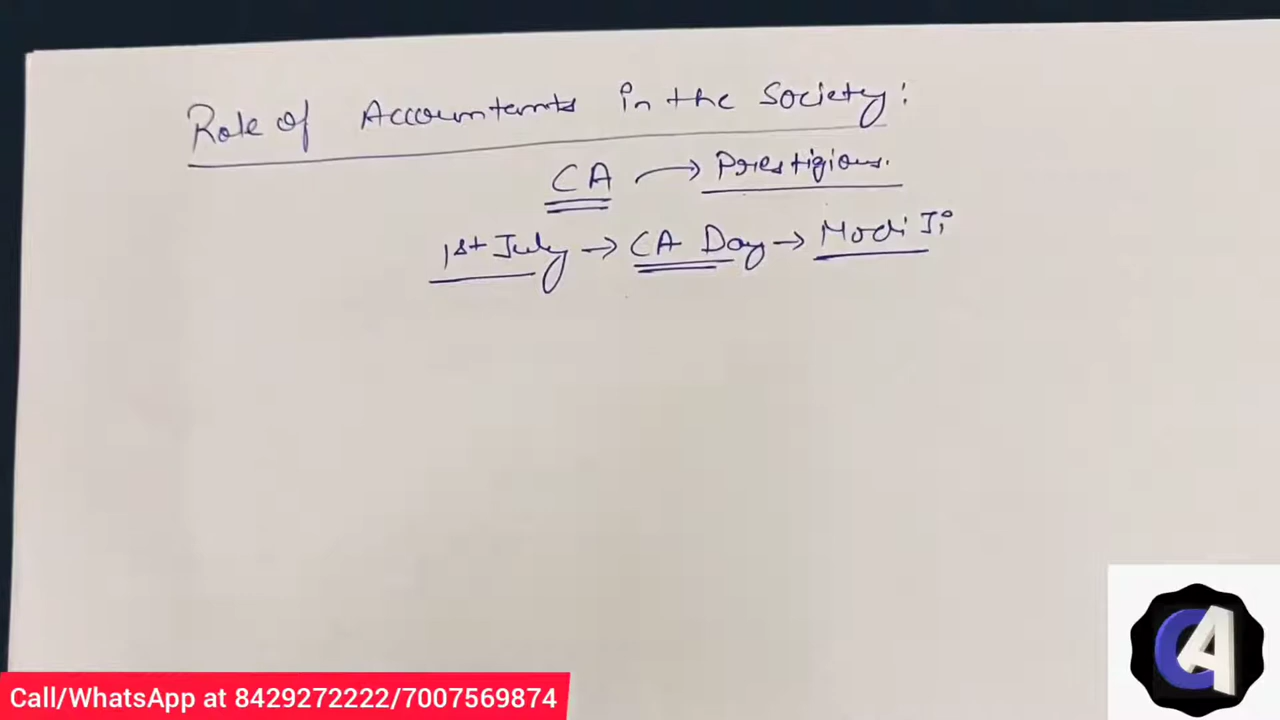 Role of Accountants in the Society:
CA → Prestigious.
1st July → CA Day → Modi Ji
Call/WhatsApp at 8429272222/7007569874
CA